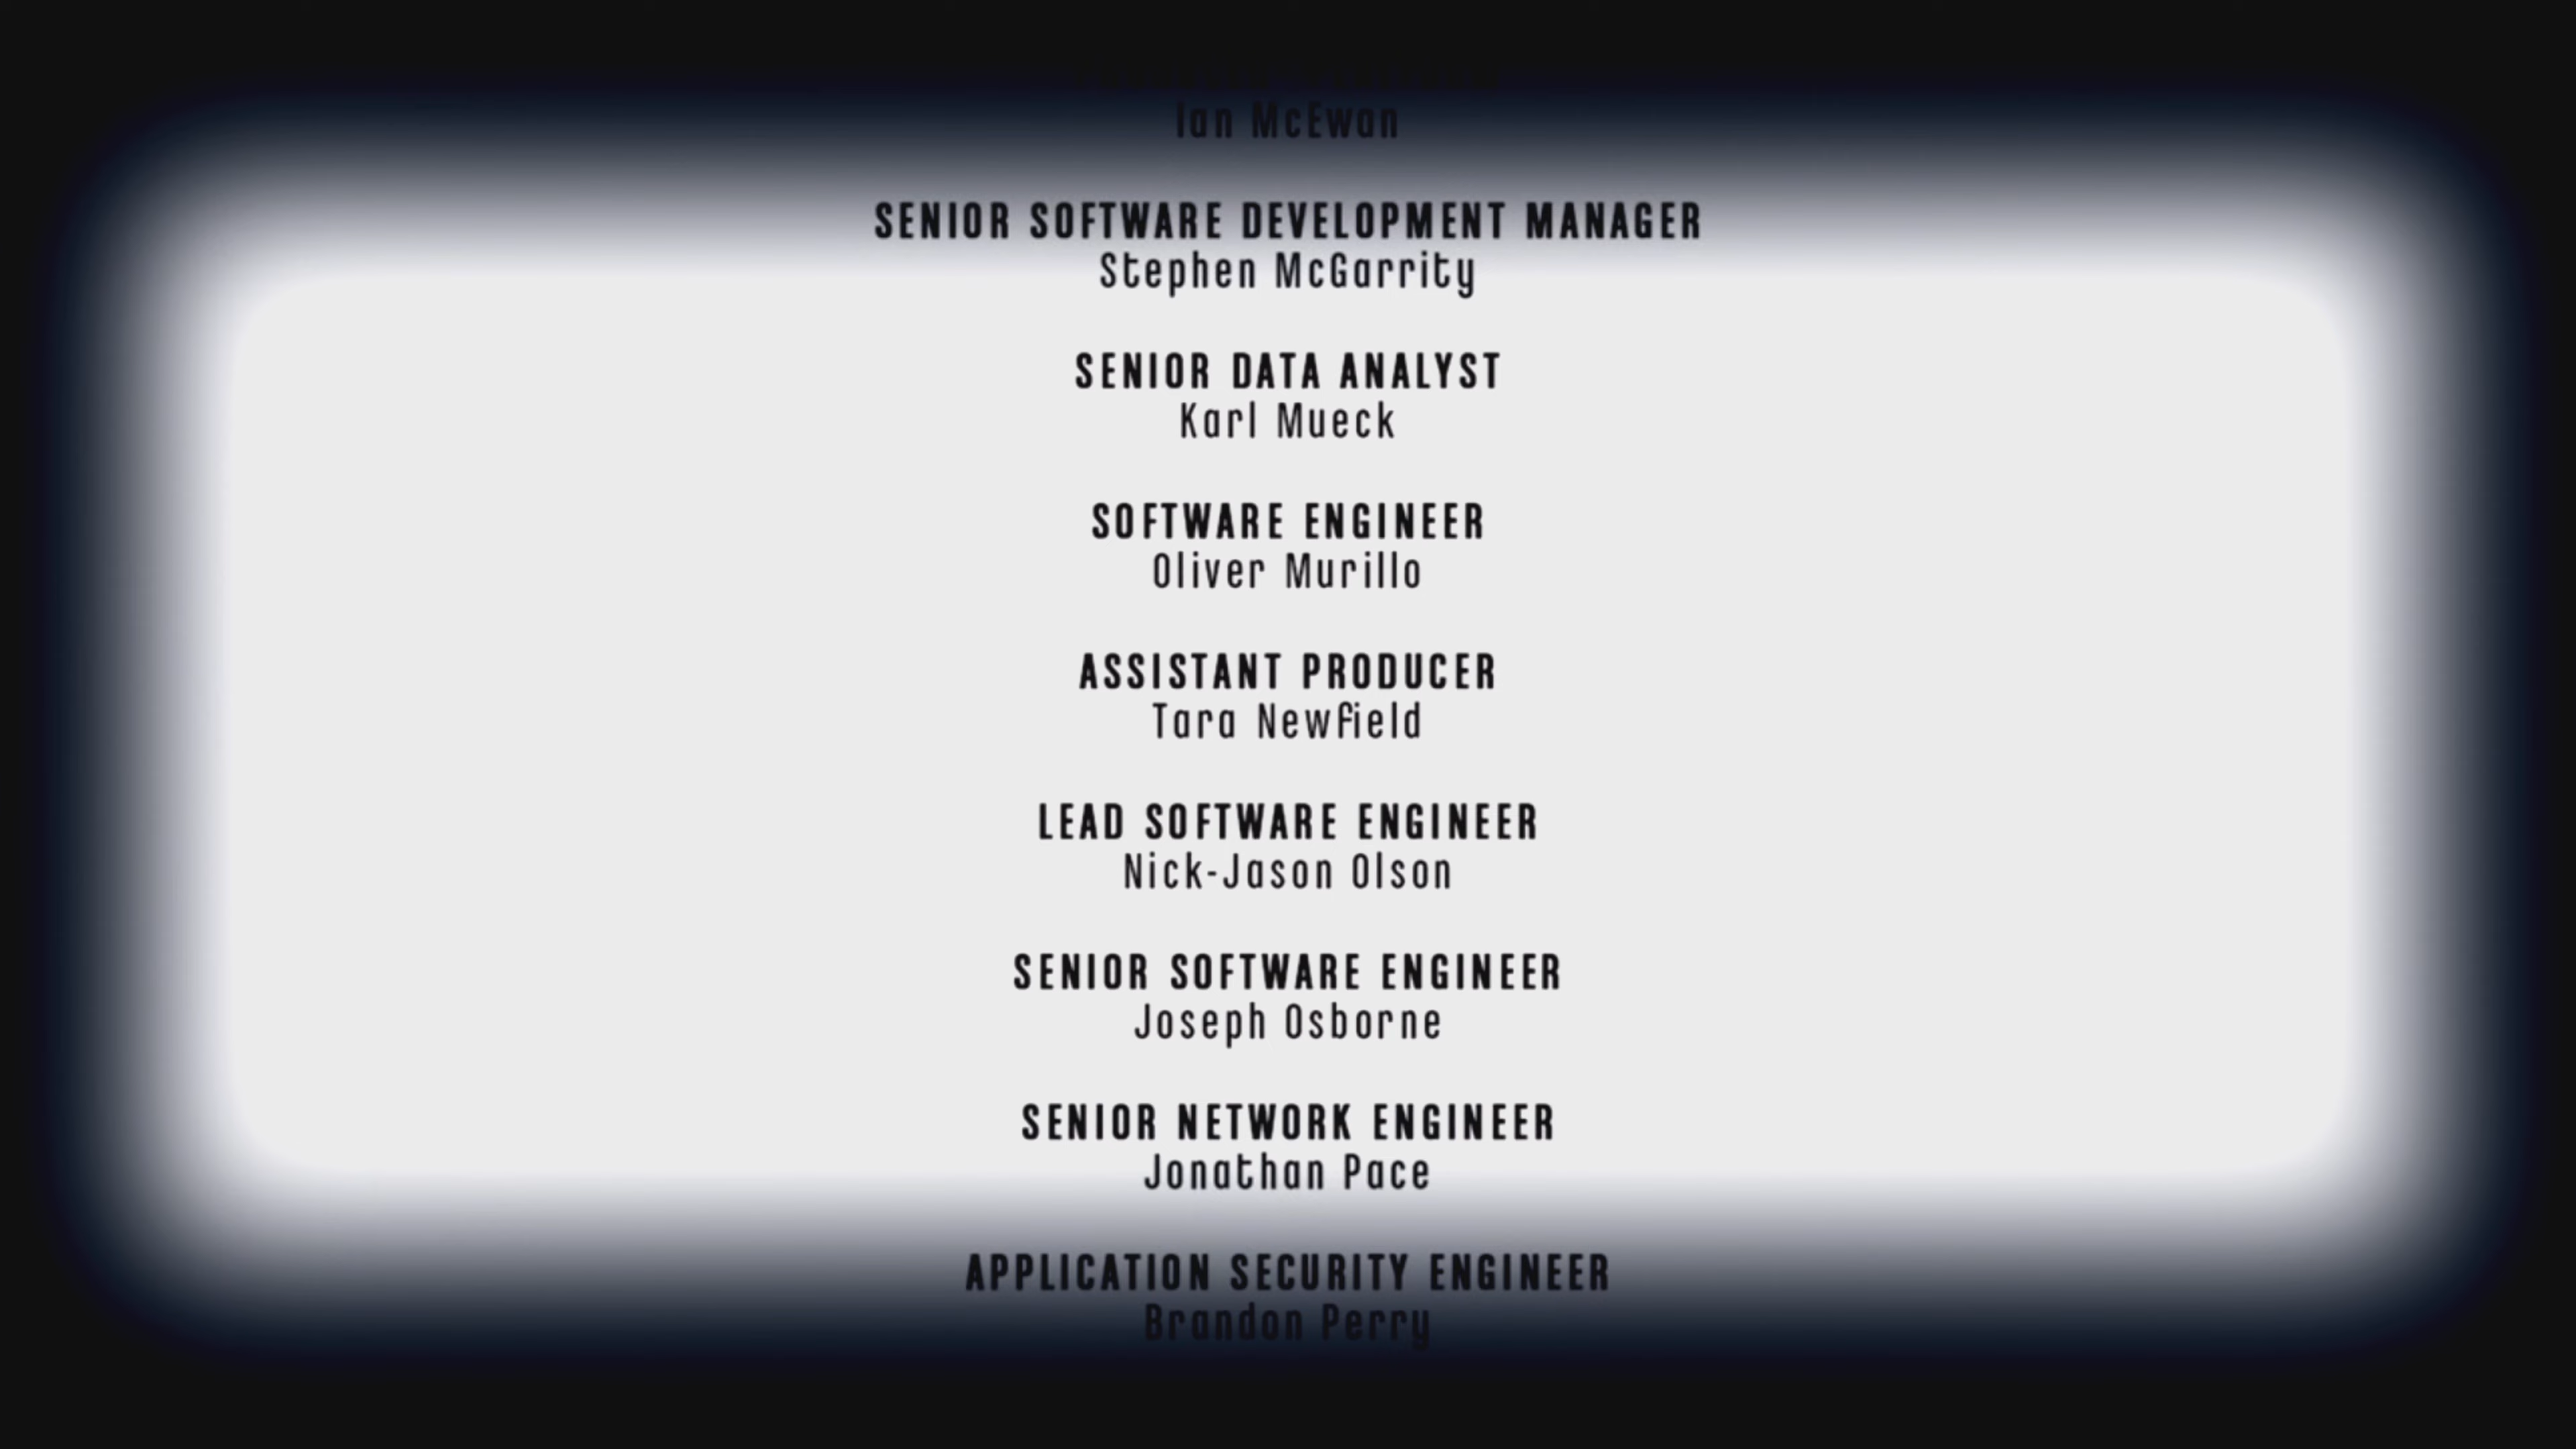 Ian McEwan
SENIOR SOFTWARE DEVELOPMENT MANAGER
Stephen McGarrity
SENIOR DATA ANALYST
Karl Mueck
SOFTWARE ENGINEER
Oliver Murillo
ASSISTANT PRODUCER
Tara Newfield
LEAD SOFTWARE ENGINEER
Nick-Jason Olson
SENIOR SOFTWARE ENGINEER
Joseph Osborne
SENIOR NETWORK ENGINEER
Jonathan Pace
APPLICATION SECURITY ENGINEER
Brandon Perry